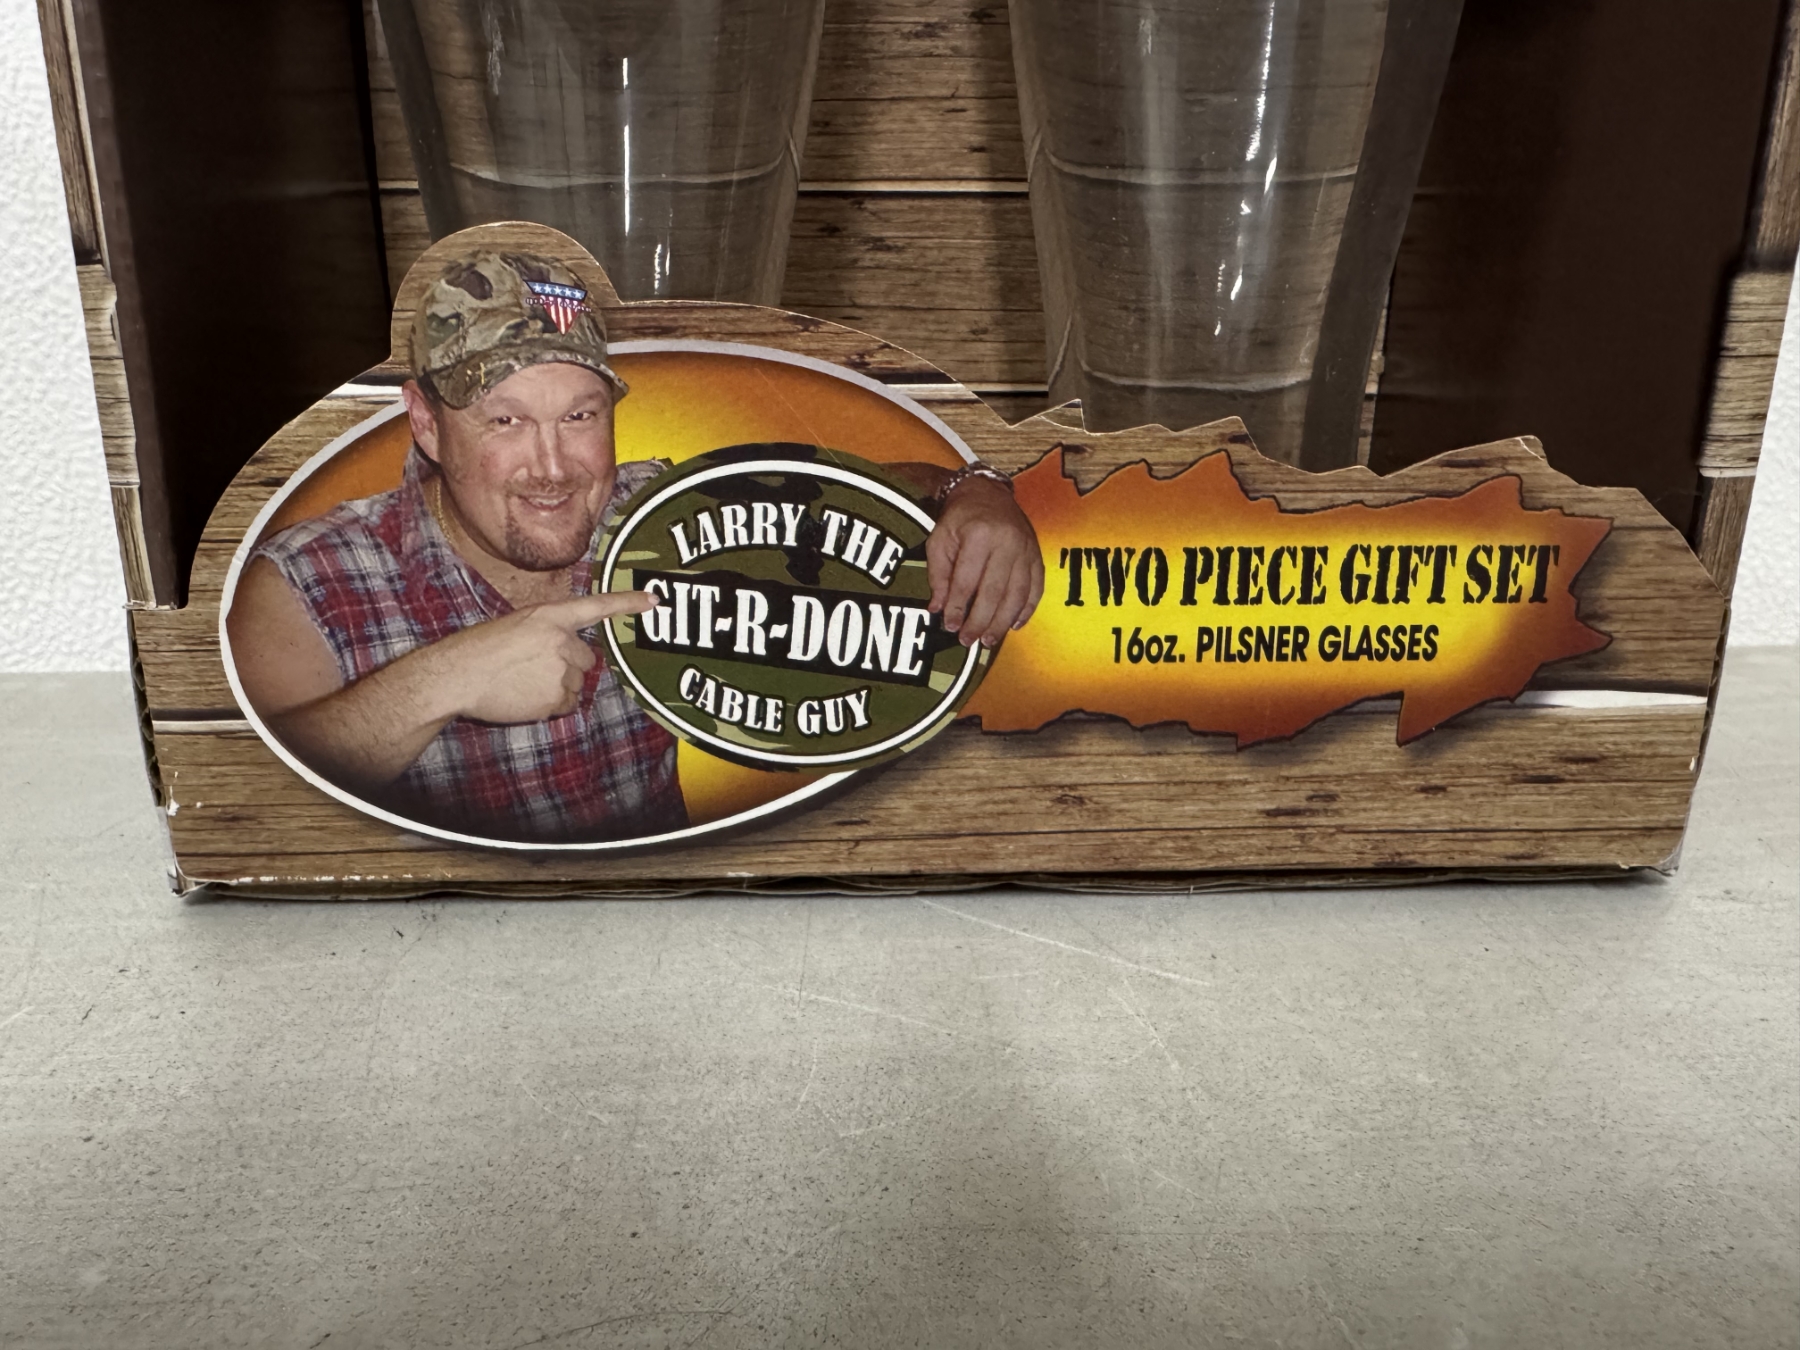 LARRY THE
GIT-R-DONE
CABLE GUY
TWO PIECE GIFT SET
16oz. PILSNER GLASSES